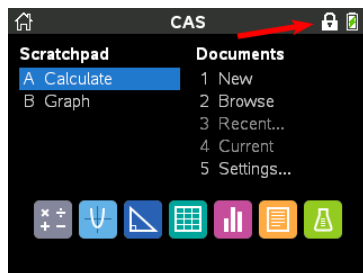 CAS
Scratchpad
A Calculate
B Graph
Documents
1 New
2 Browse
3 Recent...
4 Current
5 Settings...